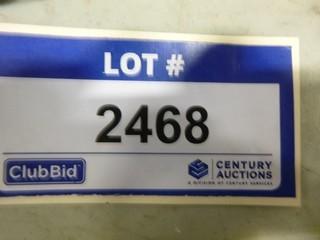 LOT #
2468
ClubBid
CENTURY
AUCTIONS
A DIVISION OF CENTURY SERVICES